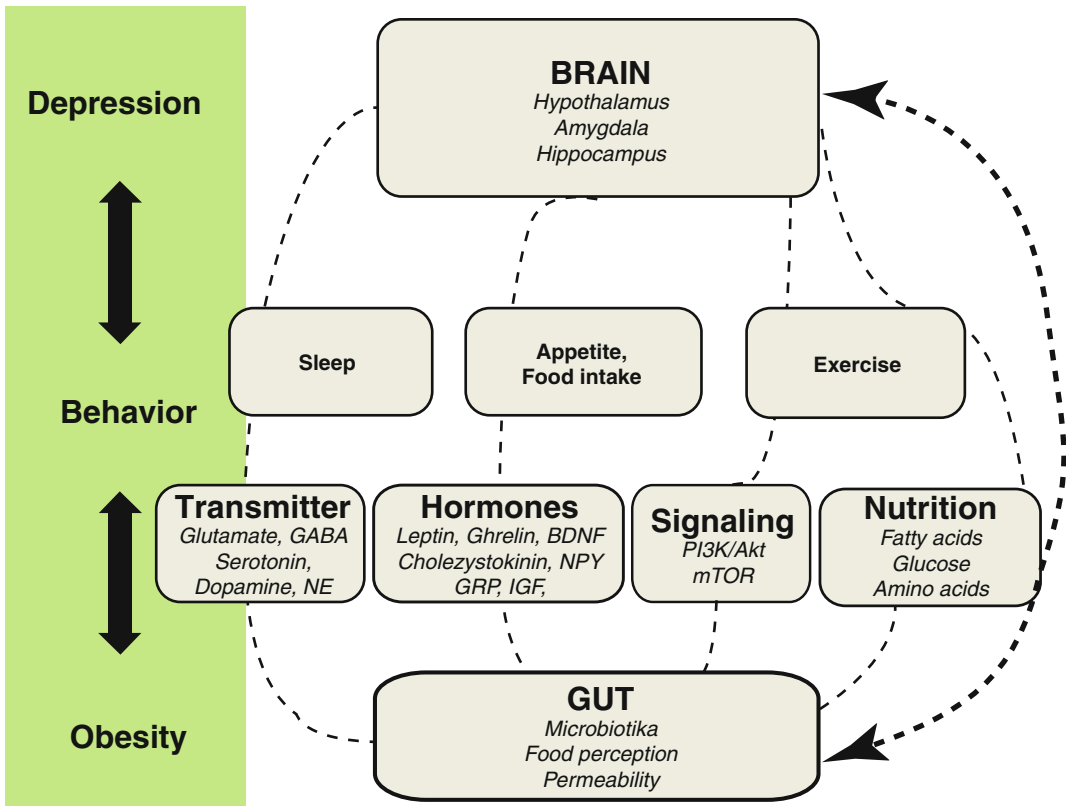 Depression
Behavior
Obesity
BRAIN
Hypothalamus
Amygdala
Hippocampus
Sleep
Appetite,
Food intake
Exercise
Transmitter
Glutamate, GABA
Serotonin,
Dopamine, NE
Hormones
Leptin, Ghrelin, BDNF
Cholezystokinin, NPY
GRP, IGF,
Signaling
PI3K/Akt
mTOR
Nutrition
Fatty acids
Glucose
Amino acids
GUT
Microbiotika
Food perception
Permeability